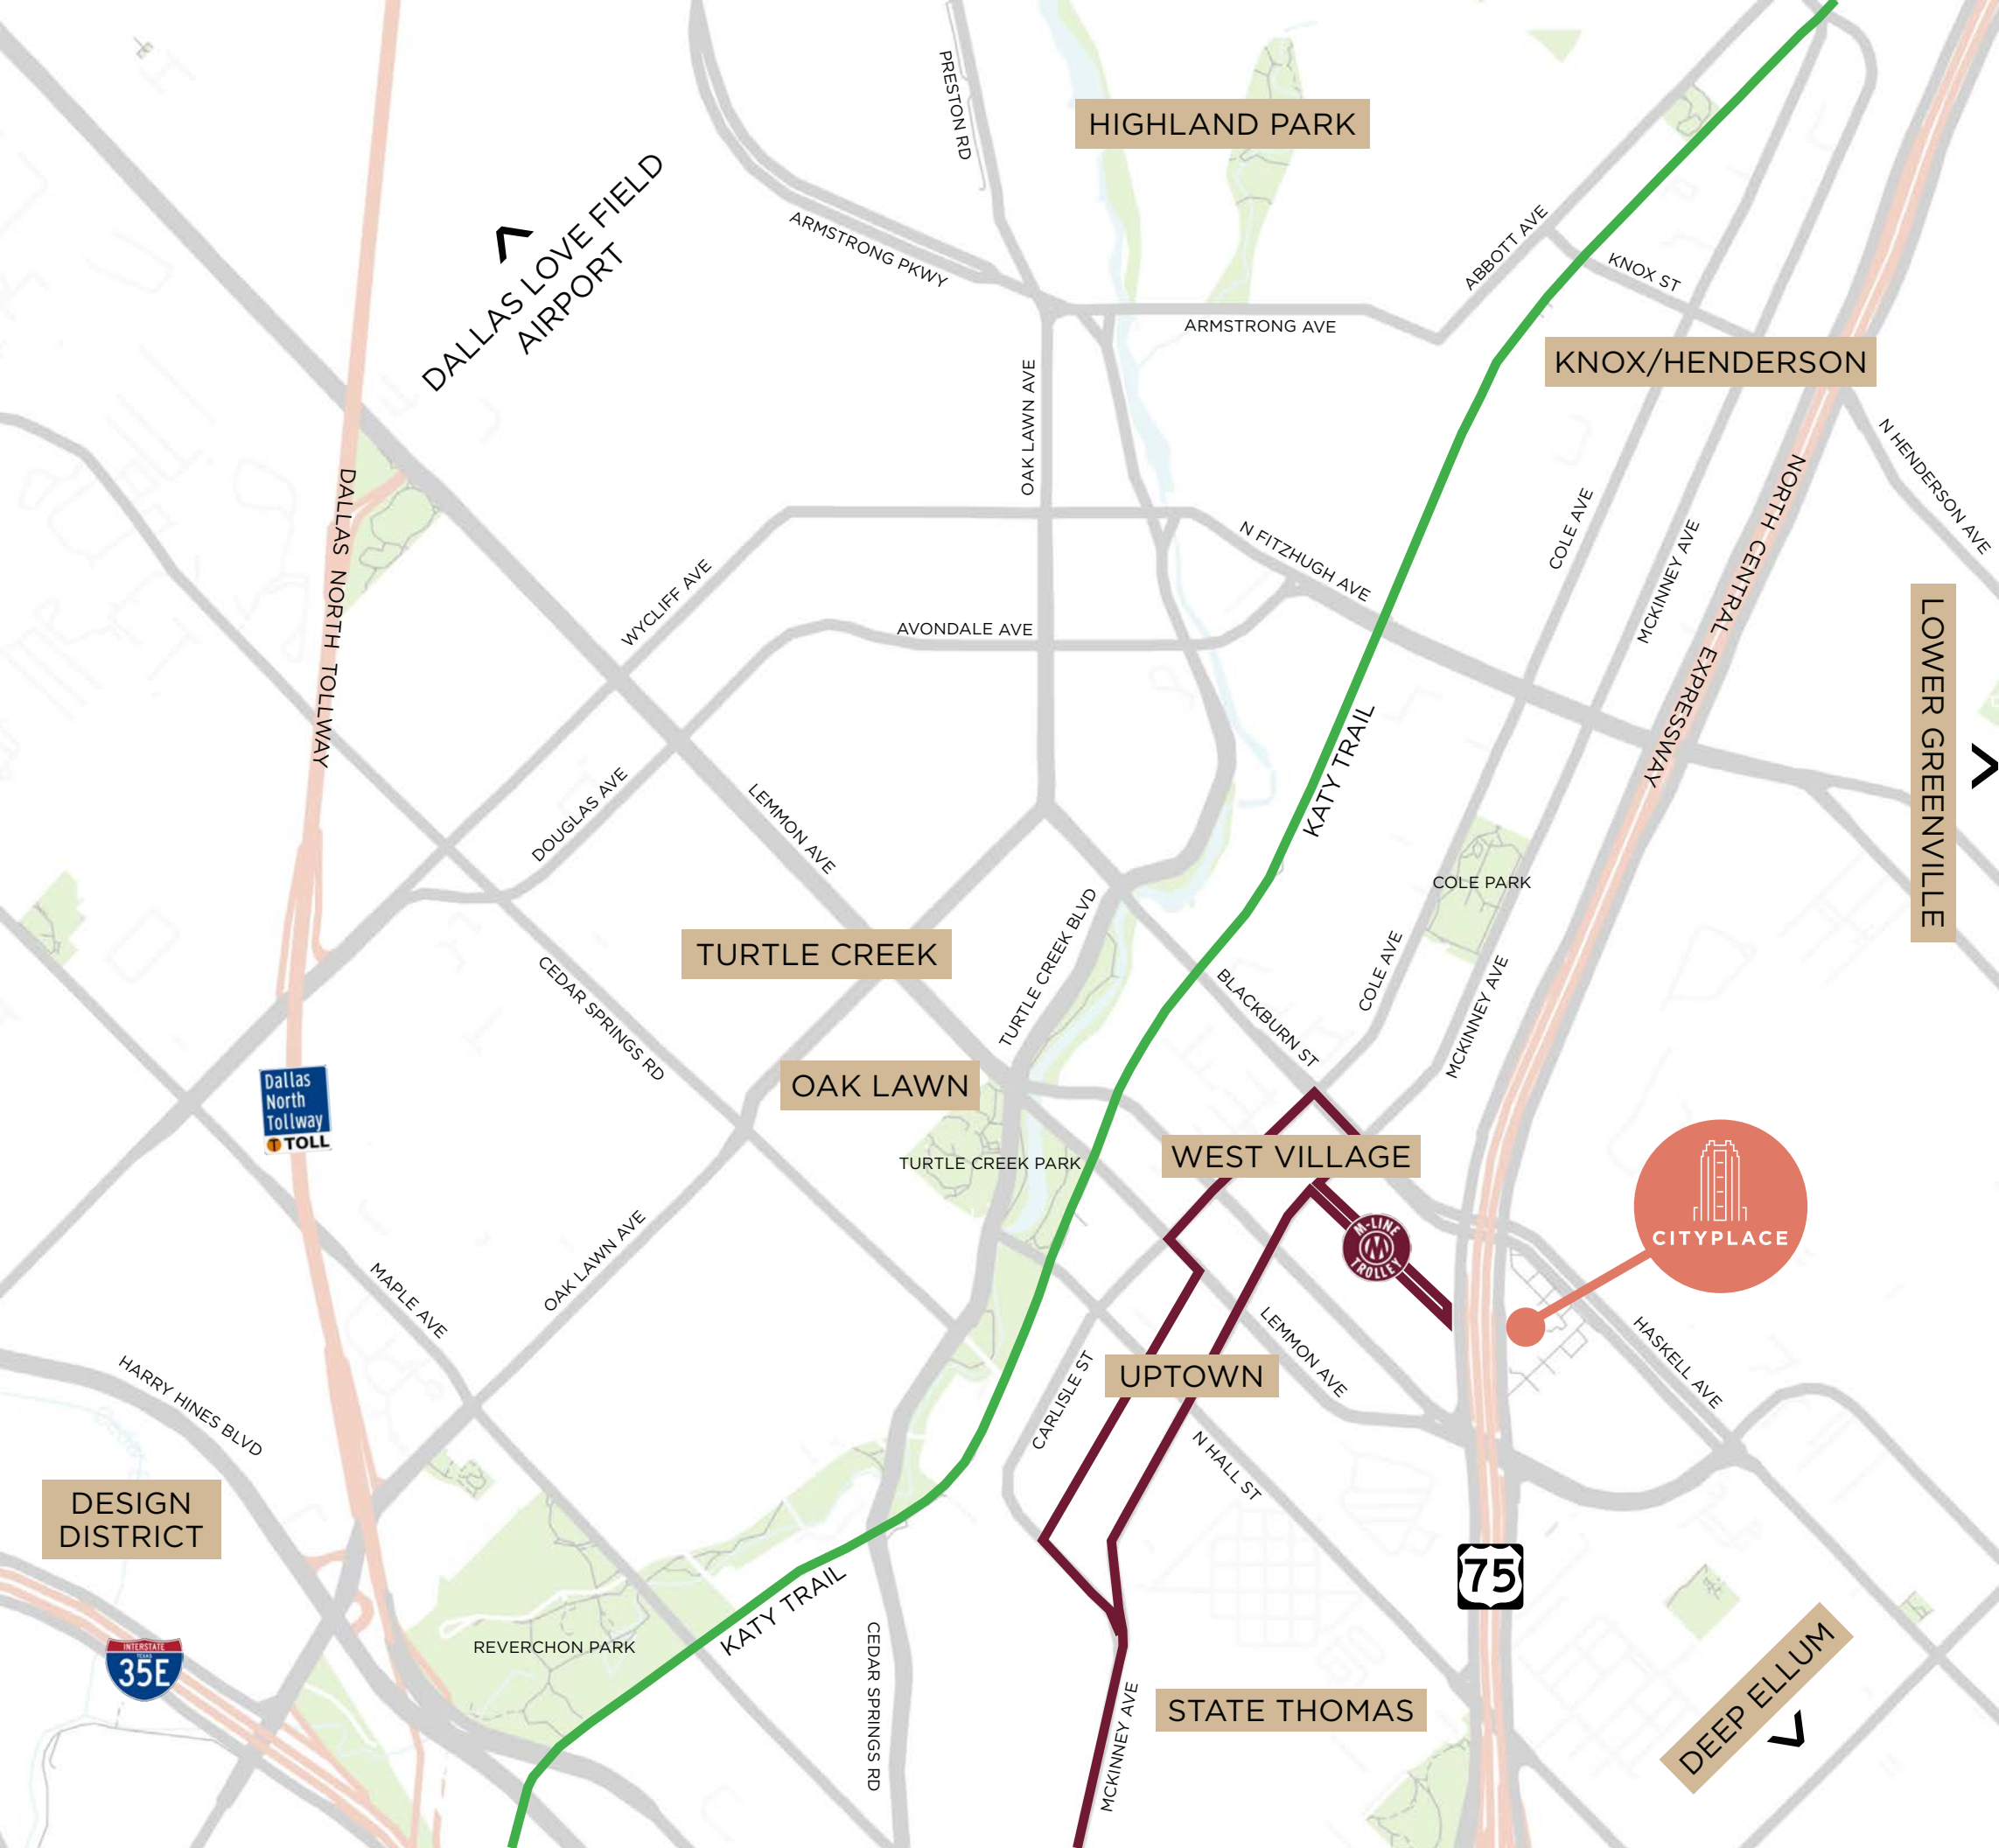 PRESTON RD
HIGHLAND PARK
DALLAS LOVE FIELD
AIRPORT
ARMSTRONG PKWY
ABBOTT AVE
KNOX ST
ARMSTRONG AVE
KNOX/HENDERSON
OAK LAWN AVE
N HENDERSON AVE
DALLAS NORTH TOLLWAY
NORTH CENTRAL EXPRESSWAY
COLE AVE
MCKINNEY AVE
N FITZHUGH AVE
WYCLIFF AVE
AVONDALE AVE
LOWER GREENVILLE
KATY TRAIL
DOUGLAS AVE
LEMMON AVE
COLE PARK
TURTLE CREEK BLVD
TURTLE CREEK
CEDAR SPRINGS RD
BLACKBURN ST
COLE AVE
MCKINNEY AVE
OAK LAWN
Dallas
North
Tollway
T TOLL
TURTLE CREEK PARK
WEST VILLAGE
CITYPLACE
M-LINE
M
TROLLEY
MAPLE AVE
OAK LAWN AVE
LEMMON AVE
HASKELL AVE
HARRY HINES BLVD
CARLISLE ST
UPTOWN
N HALL ST
DESIGN
DISTRICT
75
KATY TRAIL
REVERCHON PARK
INTERSTATE
TEXAS
35E
CEDAR SPRINGS RD
MCKINNEY AVE
STATE THOMAS
DEEP ELLUM